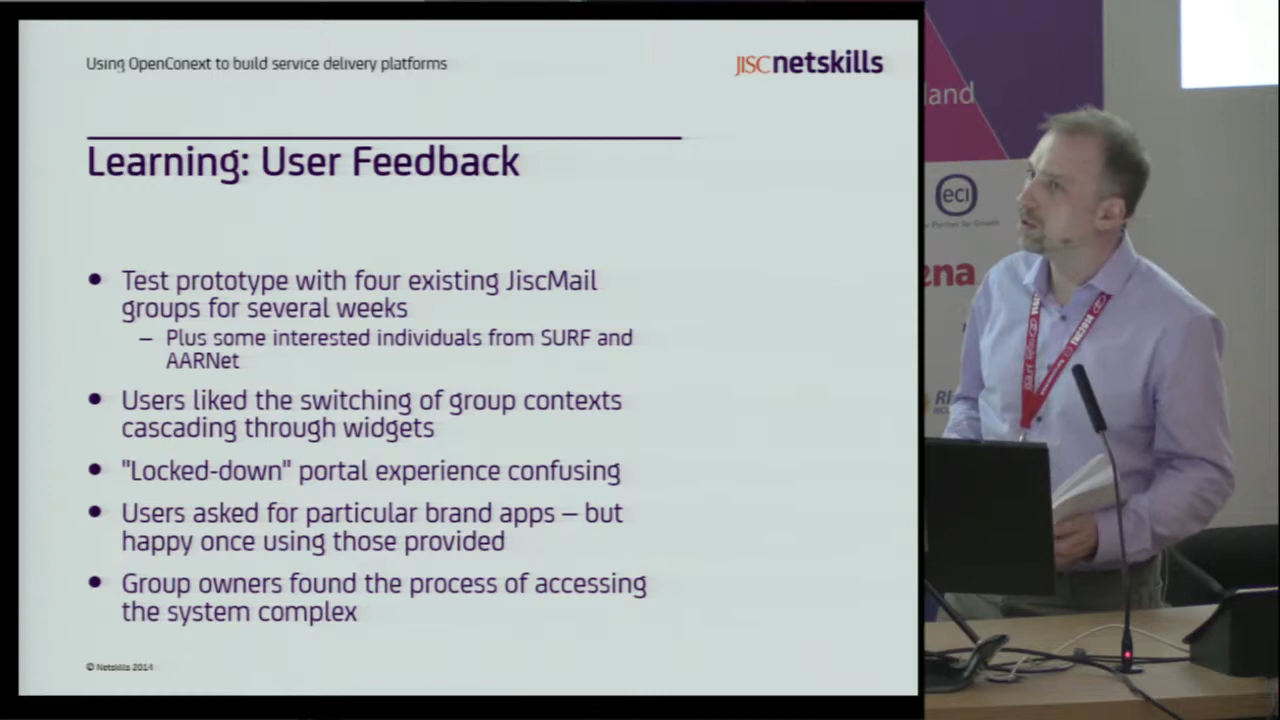 Using OpenConext to build service delivery platforms
JISCnetskills
Learning: User Feedback
• Test prototype with four existing JiscMail
groups for several weeks
– Plus some interested individuals from SURF and
AARNet
• Users liked the switching of group contexts
cascading through widgets
• "Locked-down" portal experience confusing
• Users asked for particular brand apps – but
happy once using those provided
• Group owners found the process of accessing
the system complex
© Netskills 2014
land
eci
Partner for Growth
ena